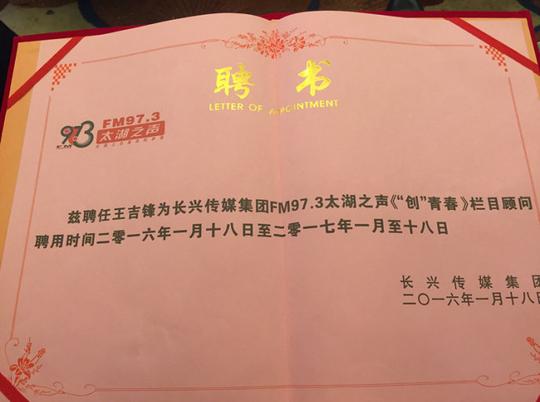 聘书
LETTER OF APPOINTMENT
973
FM97.3
太湖之声
兹聘任王吉锋为长兴传媒集团FM97.3太湖之声《“创”青春》栏目顾问
聘用时间二零一六年一月十八日至二零一七年一月至十八日
长兴传媒集团
二〇一六年一月十八日